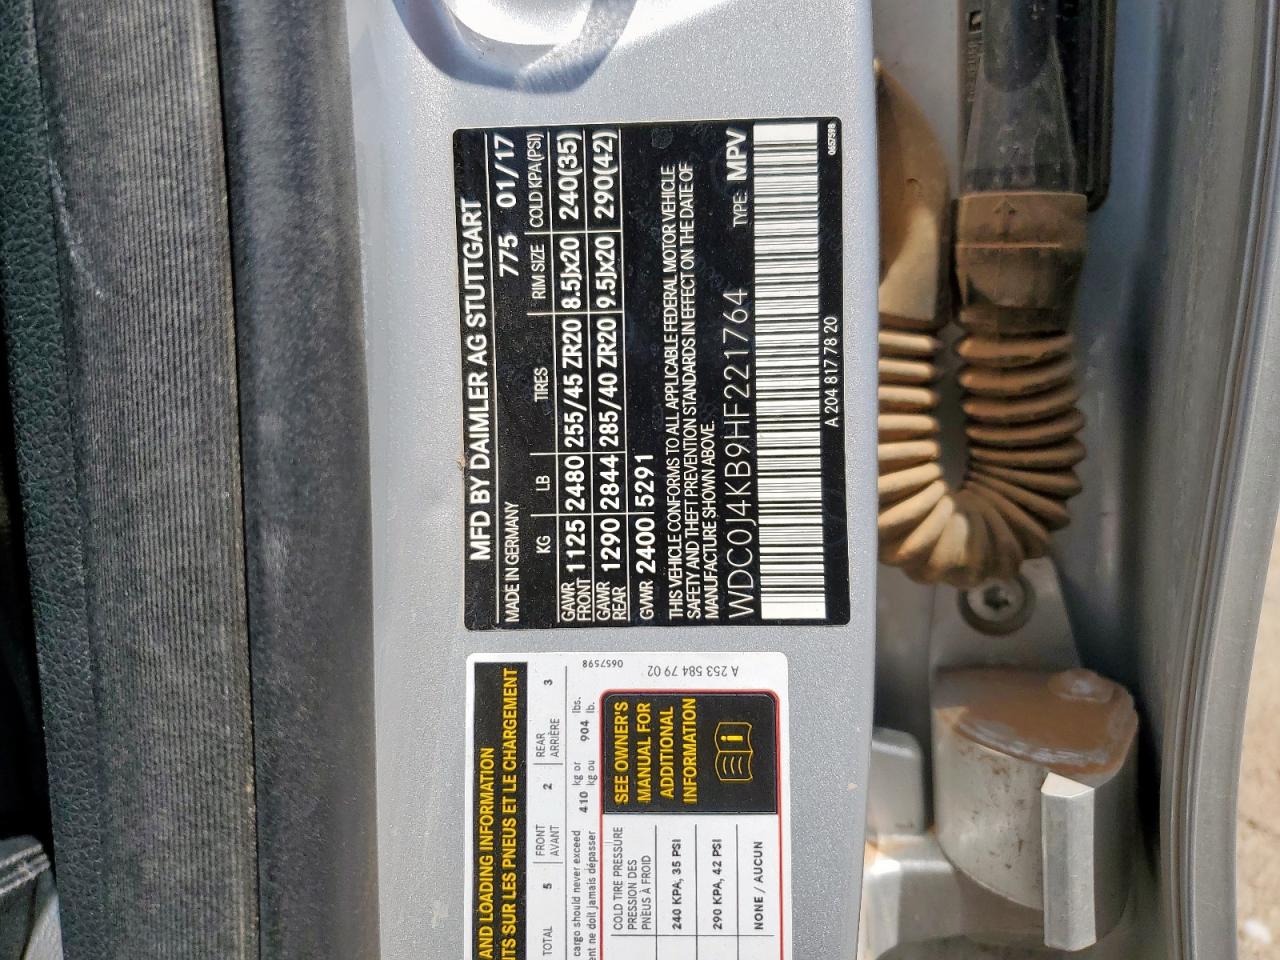 MFD BY DAIMLER AG STUTTGART
MADE IN GERMANY 775 01/17
KG LB TIRES RIM SIZE COLD KPA(PSI)
GAWR FRONT 1125 2480 255/45 ZR20 8.5Jx20 240(35)
GAWR REAR 1290 2844 285/40 ZR20 9.5Jx20 290(42)
GVWR 2400 5291
THIS VEHICLE CONFORMS TO ALL APPLICABLE FEDERAL MOTOR VEHICLE
SAFETY AND THEFT PREVENTION STANDARDS IN EFFECT ON THE DATE OF
MANUFACTURE SHOWN ABOVE.
WDC0J4KB9HF221764 TYPE: MPV
A 204 817 78 20 0657598
AND LOADING INFORMATION
NTS SUR LES PNEUS ET LE CHARGEMENT
TOTAL 5 FRONT AVANT 2 REAR ARRIÈRE 3
cargo should never exceed 410 kg or 904 lbs.
ent ne doit jamais dépasser kg ou lb.
COLD TIRE PRESSURE
PRESSION DES
PNEUS À FROID
240 KPA, 35 PSI
290 KPA, 42 PSI
NONE / AUCUN
SEE OWNER'S
MANUAL FOR
ADDITIONAL
INFORMATION
0657598
A 253 584 79 02